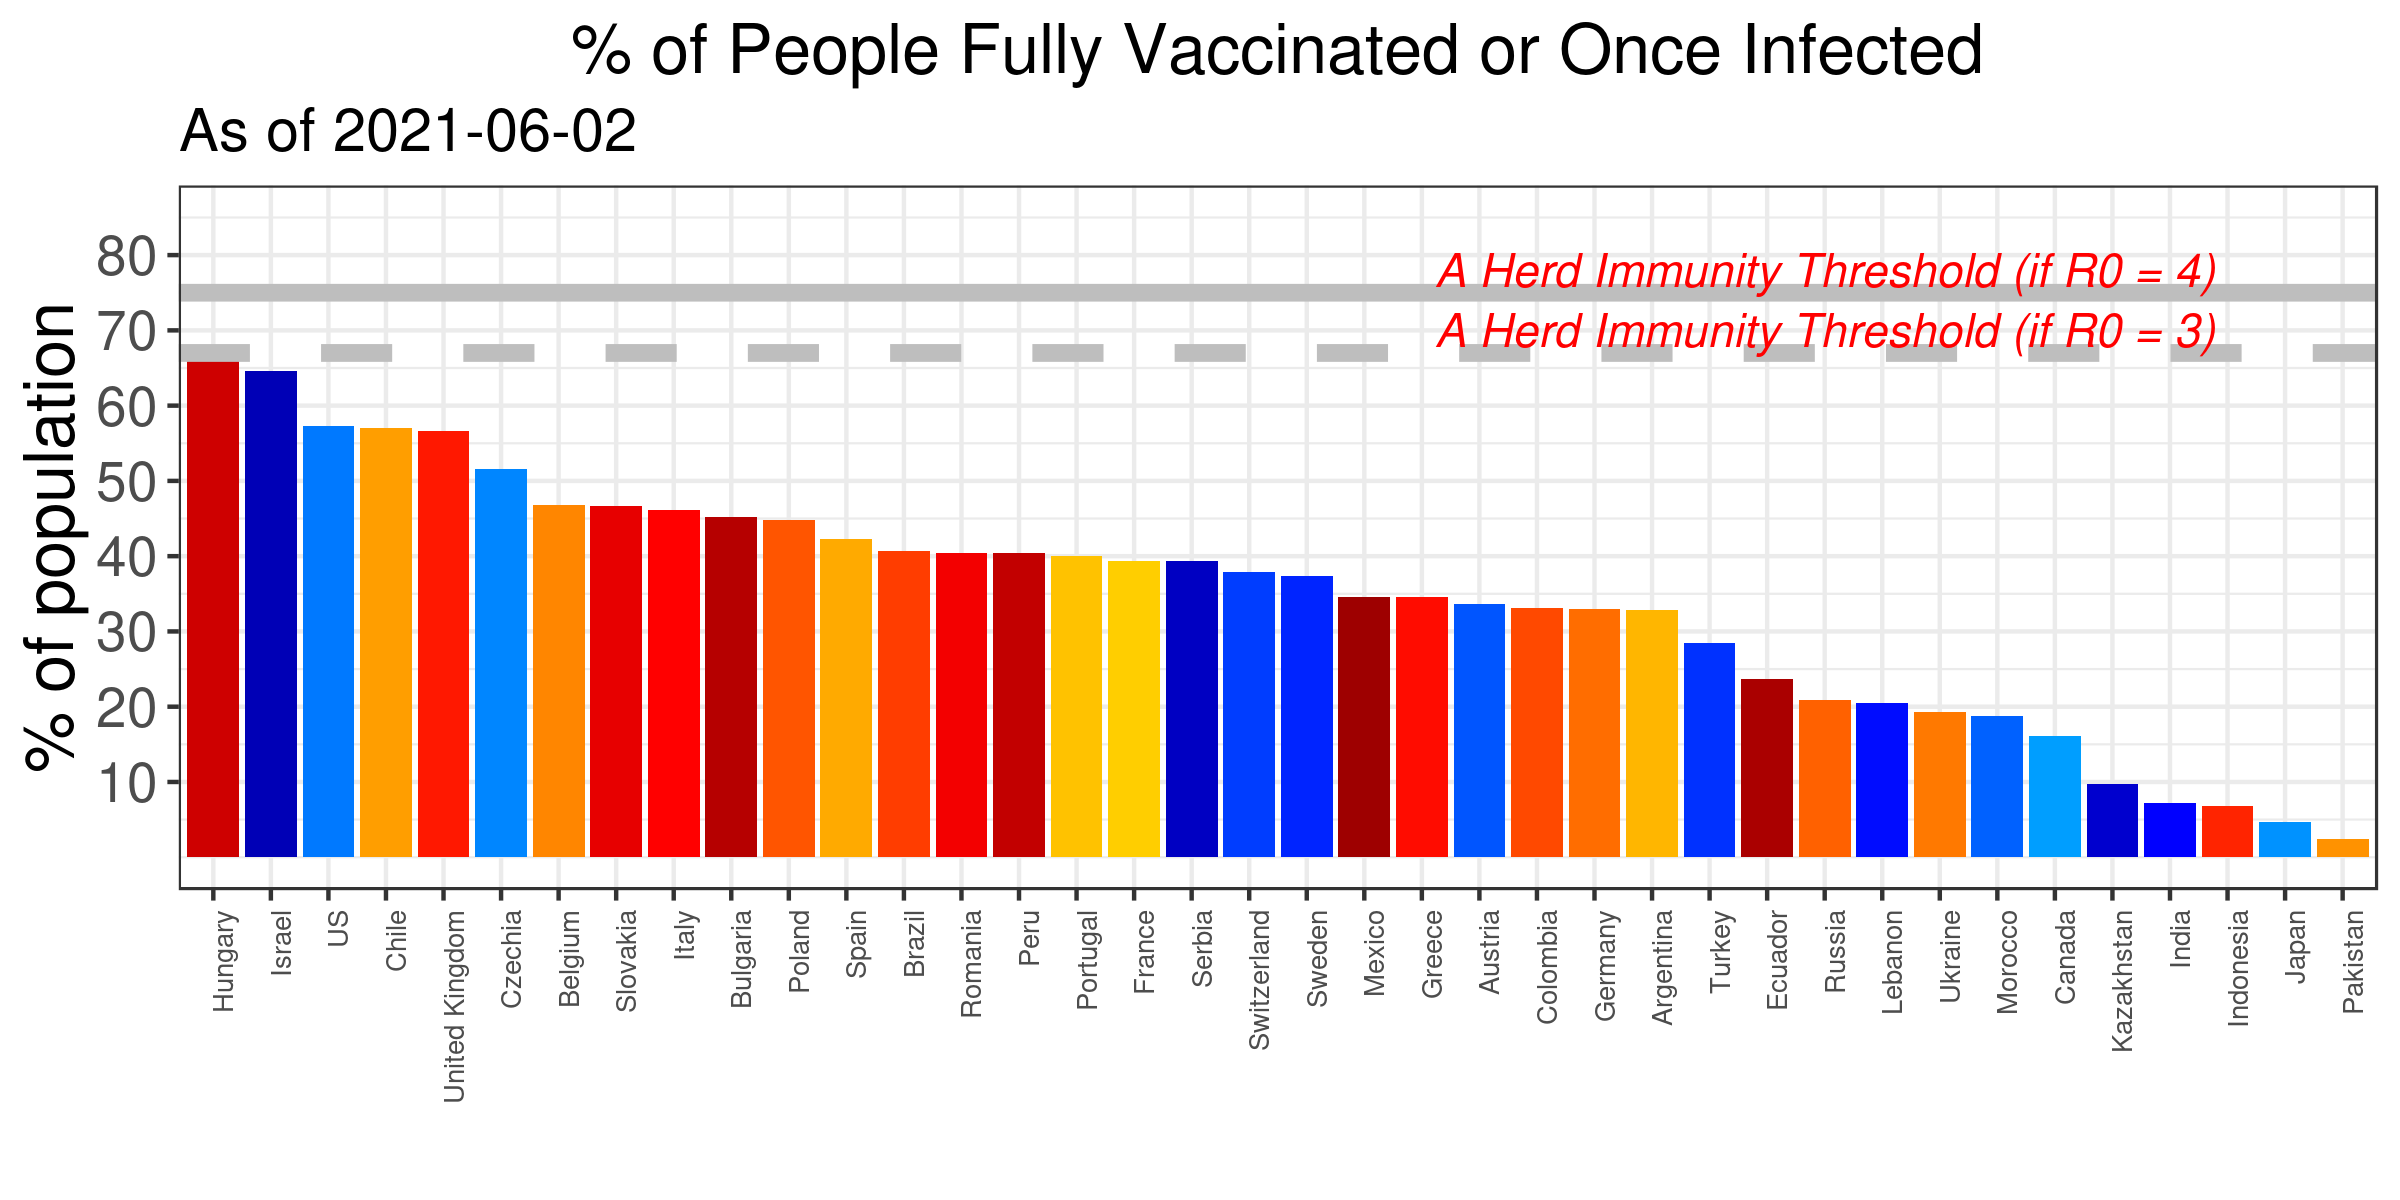 % of People Fully Vaccinated or Once Infected
As of 2021-06-02
% of population
80
70
60
50
40
30
20
10
A Herd Immunity Threshold (if R0 = 4)
A Herd Immunity Threshold (if R0 = 3)
Hungary
Israel
US
Chile
United Kingdom
Czechia
Belgium
Slovakia
Italy
Bulgaria
Poland
Spain
Brazil
Romania
Peru
Portugal
France
Serbia
Switzerland
Sweden
Mexico
Greece
Austria
Colombia
Germany
Argentina
Turkey
Ecuador
Russia
Lebanon
Ukraine
Morocco
Canada
Kazakhstan
India
Indonesia
Japan
Pakistan